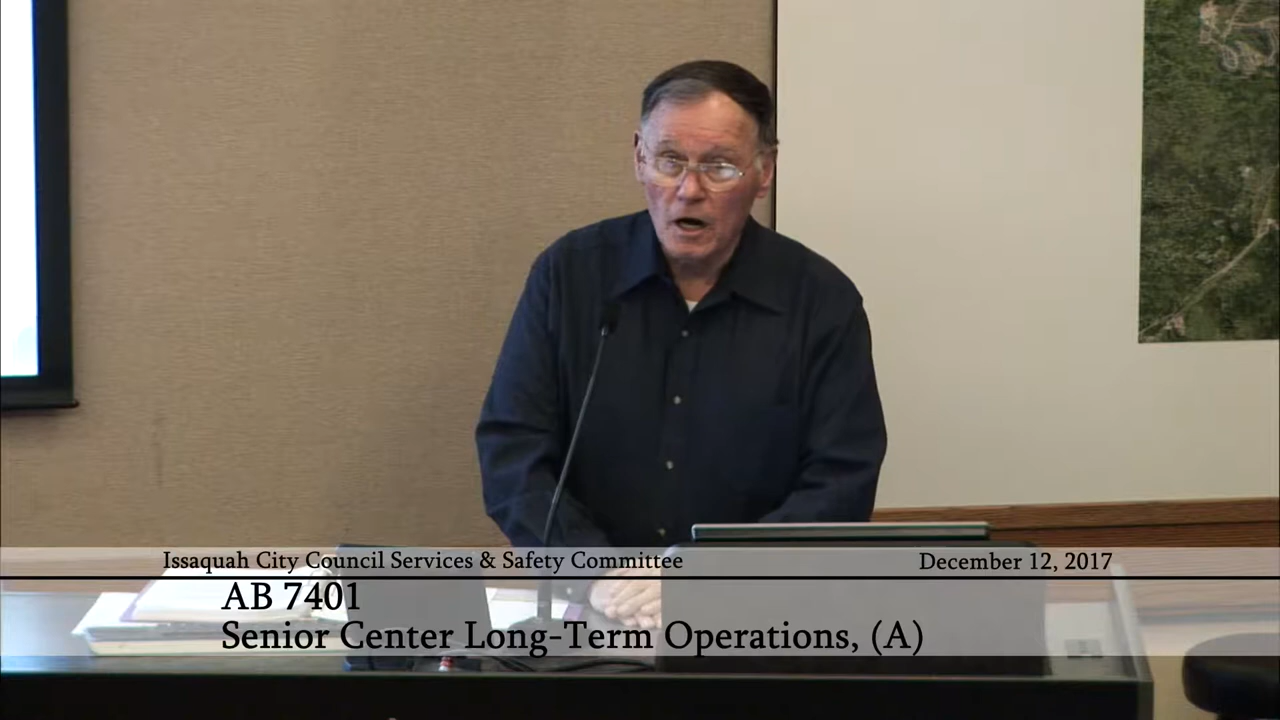 Issaquah City Council Services & Safety Committee December 12, 2017
AB 7401
Senior Center Long-Term Operations, (A)